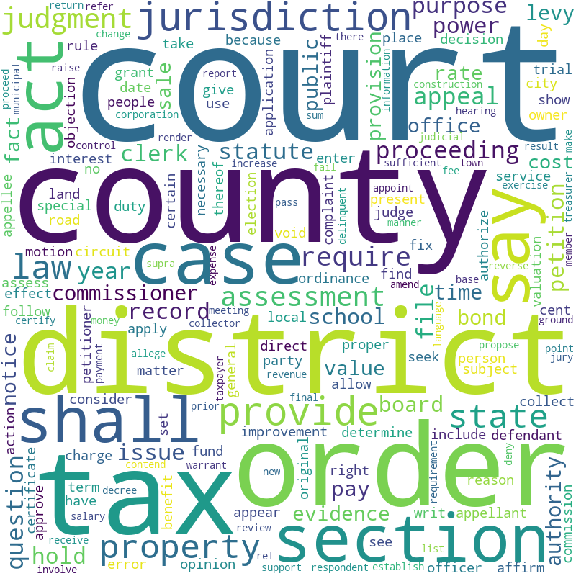 return refer
judgment
jurisdiction
purpose
power
levy
change
because
there
place
decision
day
rule
take
public
plaintiff
information
proceed
municipal
act
court
raise
objection
grant
date
people
sale
application
report
give
use
provision
rate
construction
appeal
trial
city
show
owner
fact
corporation
control
render
sum
hearing
judicial
office
result
make
appellee
clerk
statute
proceeding
cost
interest
increase
enter
fail
sufficient
town
no
land
special
road
duty
certain
necessary
thereof
election
pass
void
complaint
delinquent
appoint
present
judge
manner
fee
service
exercise
treasurer
county
say
petition
motion
circuit
supra
case
require
fix
ordinance
find
amend
base
authorize
reverse
valuation
member
law
year
assess
effect
expense
meeting
commissioner
assessment
file
time
cent
ground
follow
certify
money
record
school
bond
language
propose
point
jury
petitioner
payment
collector
allege
apply
local
direct
proper
seek
person
subject
claim
matter
party
value
allow
collect
taxpayer
general
revenue
district
prior
final
notice
action
consider
set
shall
provide
board
state
improvement
determine
include
defendant
question
certificate
approve
charge
issue
fund
contend
warrant
benefit
new
original
right
pay
requirement
reason
deny
authority
commission
term
have
decree
appear
evidence
writ
appellant
order
tax
hold
salary
receive
review
property
section
see
list
involve
error
opinion
ref
support
respondent
establish
officer
affirm